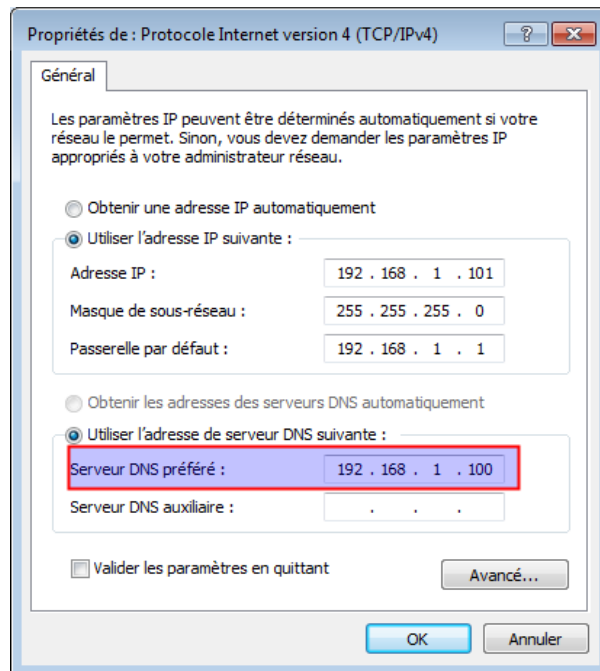 Propriétés de : Protocole Internet version 4 (TCP/IPv4)
Général
Les paramètres IP peuvent être déterminés automatiquement si votre
réseau le permet. Sinon, vous devez demander les paramètres IP
appropriés à votre administrateur réseau.
Obtenir une adresse IP automatiquement
Utiliser l'adresse IP suivante :
Adresse IP : 192 . 168 . 1 . 101
Masque de sous-réseau : 255 . 255 . 255 . 0
Passerelle par défaut : 192 . 168 . 1 . 1
Obtenir les adresses des serveurs DNS automatiquement
Utiliser l'adresse de serveur DNS suivante :
Serveur DNS préféré : 192 . 168 . 1 . 100
Serveur DNS auxiliaire : . . .
Valider les paramètres en quittant
Avancé...
OK Annuler